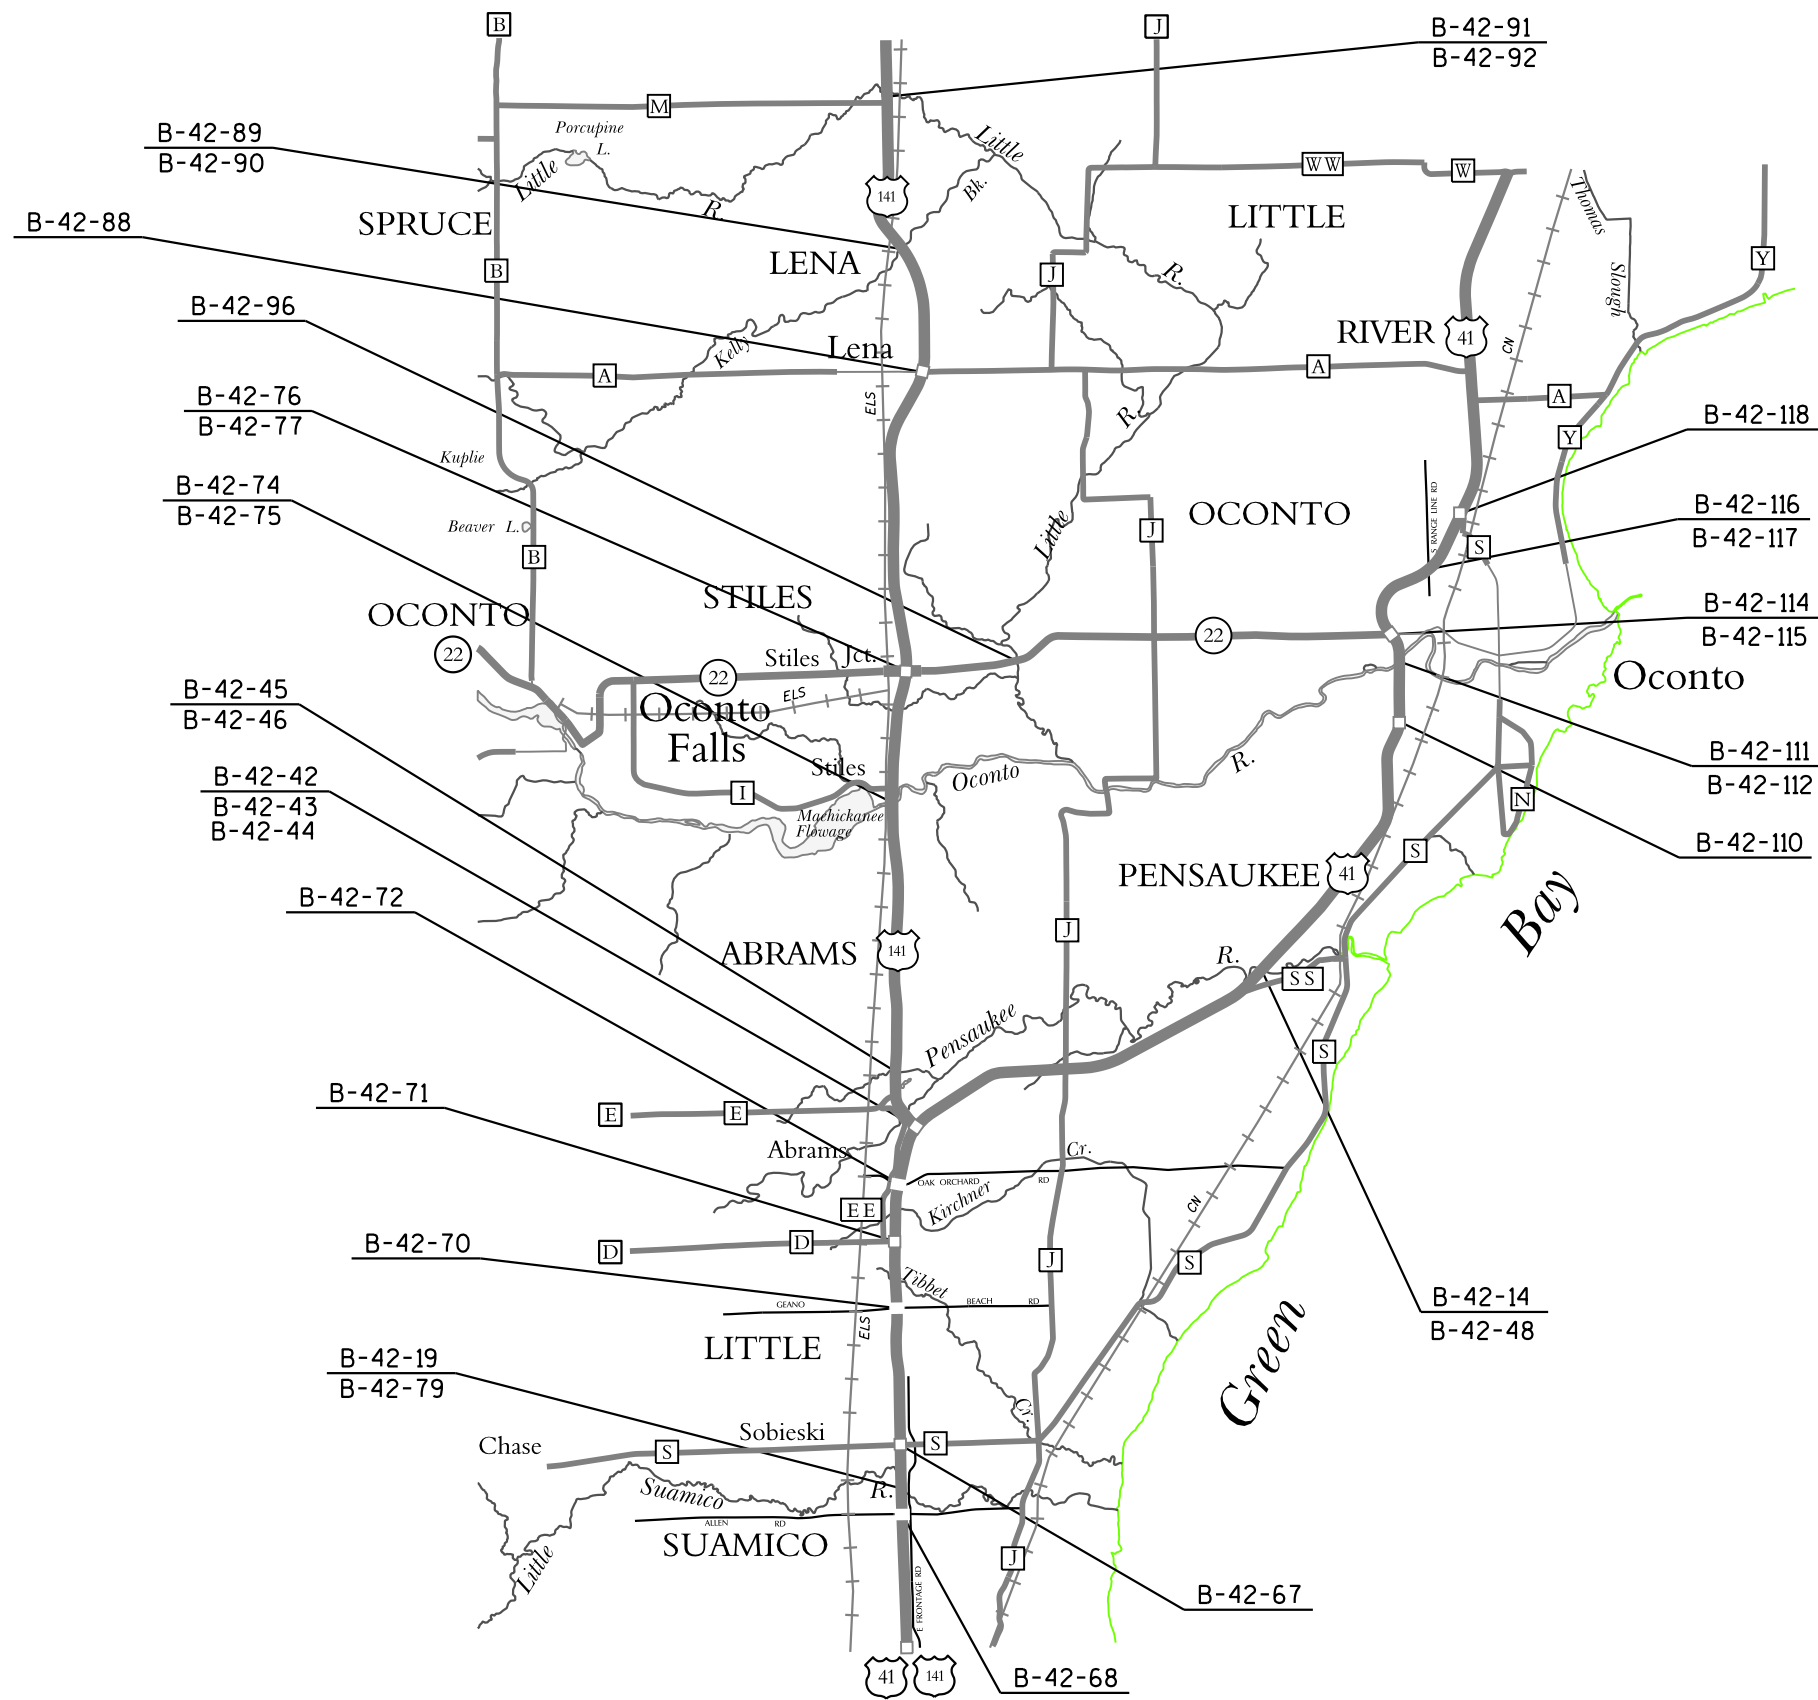 B
J
B-42-91
B-42-92
M
Porcupine
L.
B-42-89
B-42-90
Little
Little
Bk.
R.
141
WW
W
Thomas
Slough
SPRUCE
LENA
LITTLE
B-42-88
B
J
R.
Y
B-42-96
RIVER
41
CN
Kelly
Lena
A
A
A
ELS
B-42-76
B-42-77
R.
Y
B-42-118
Kuplie
Beaver L.
B-42-74
B-42-75
OCONTO
S RANGE LINE RD
B-42-116
B-42-117
J
Little
S
B
STILES
OCONTO
22
B-42-114
B-42-115
22
Stiles Jct.
22
ELS
Oconto
Falls
Oconto
B-42-45
B-42-46
B-42-111
B-42-112
Stiles
I
Oconto
R.
B-42-42
B-42-43
B-42-44
Machickanee
Flowage
N
S
B-42-110
PENSAUKEE
41
B-42-72
J
Bay
ABRAMS
141
R.
SS
Pensaukee
S
B-42-71
E
E
Abrams
Cr.
OAK ORCHARD RD
Kirchner
CN
EE
D
D
B-42-70
J
S
Tibbet
GEANO BEACH RD
B-42-14
B-42-48
ELS
LITTLE
Green
B-42-19
B-42-79
Cr.
Chase
Sobieski
S
S
Suamico
R.
ALLEN RD
SUAMICO
Little
J
E FRONTAGE RD
B-42-67
41
141
B-42-68